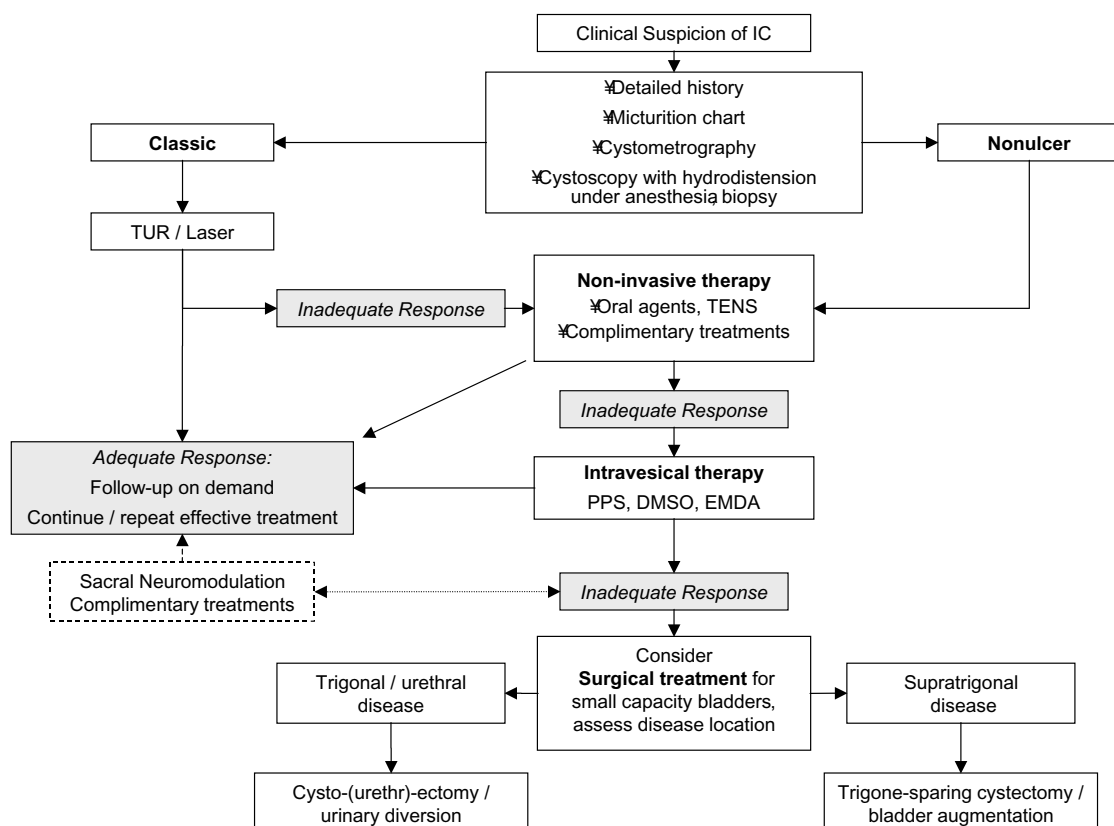 Clinical Suspicion of IC
¥Detailed history
¥Micturition chart
¥Cystometrography
¥Cystoscopy with hydrodistension
under anesthesia, biopsy
Classic
Nonulcer
TUR / Laser
Inadequate Response
Non-invasive therapy
¥Oral agents, TENS
¥Complimentary treatments
Inadequate Response
Adequate Response:
Follow-up on demand
Continue / repeat effective treatment
Intravesical therapy
PPS, DMSO, EMDA
Sacral Neuromodulation
Complimentary treatments
Inadequate Response
Consider
Surgical treatment for
small capacity bladders,
assess disease location
Trigonal / urethral
disease
Supratrigonal
disease
Cysto-(urethr)-ectomy /
urinary diversion
Trigone-sparing cystectomy /
bladder augmentation